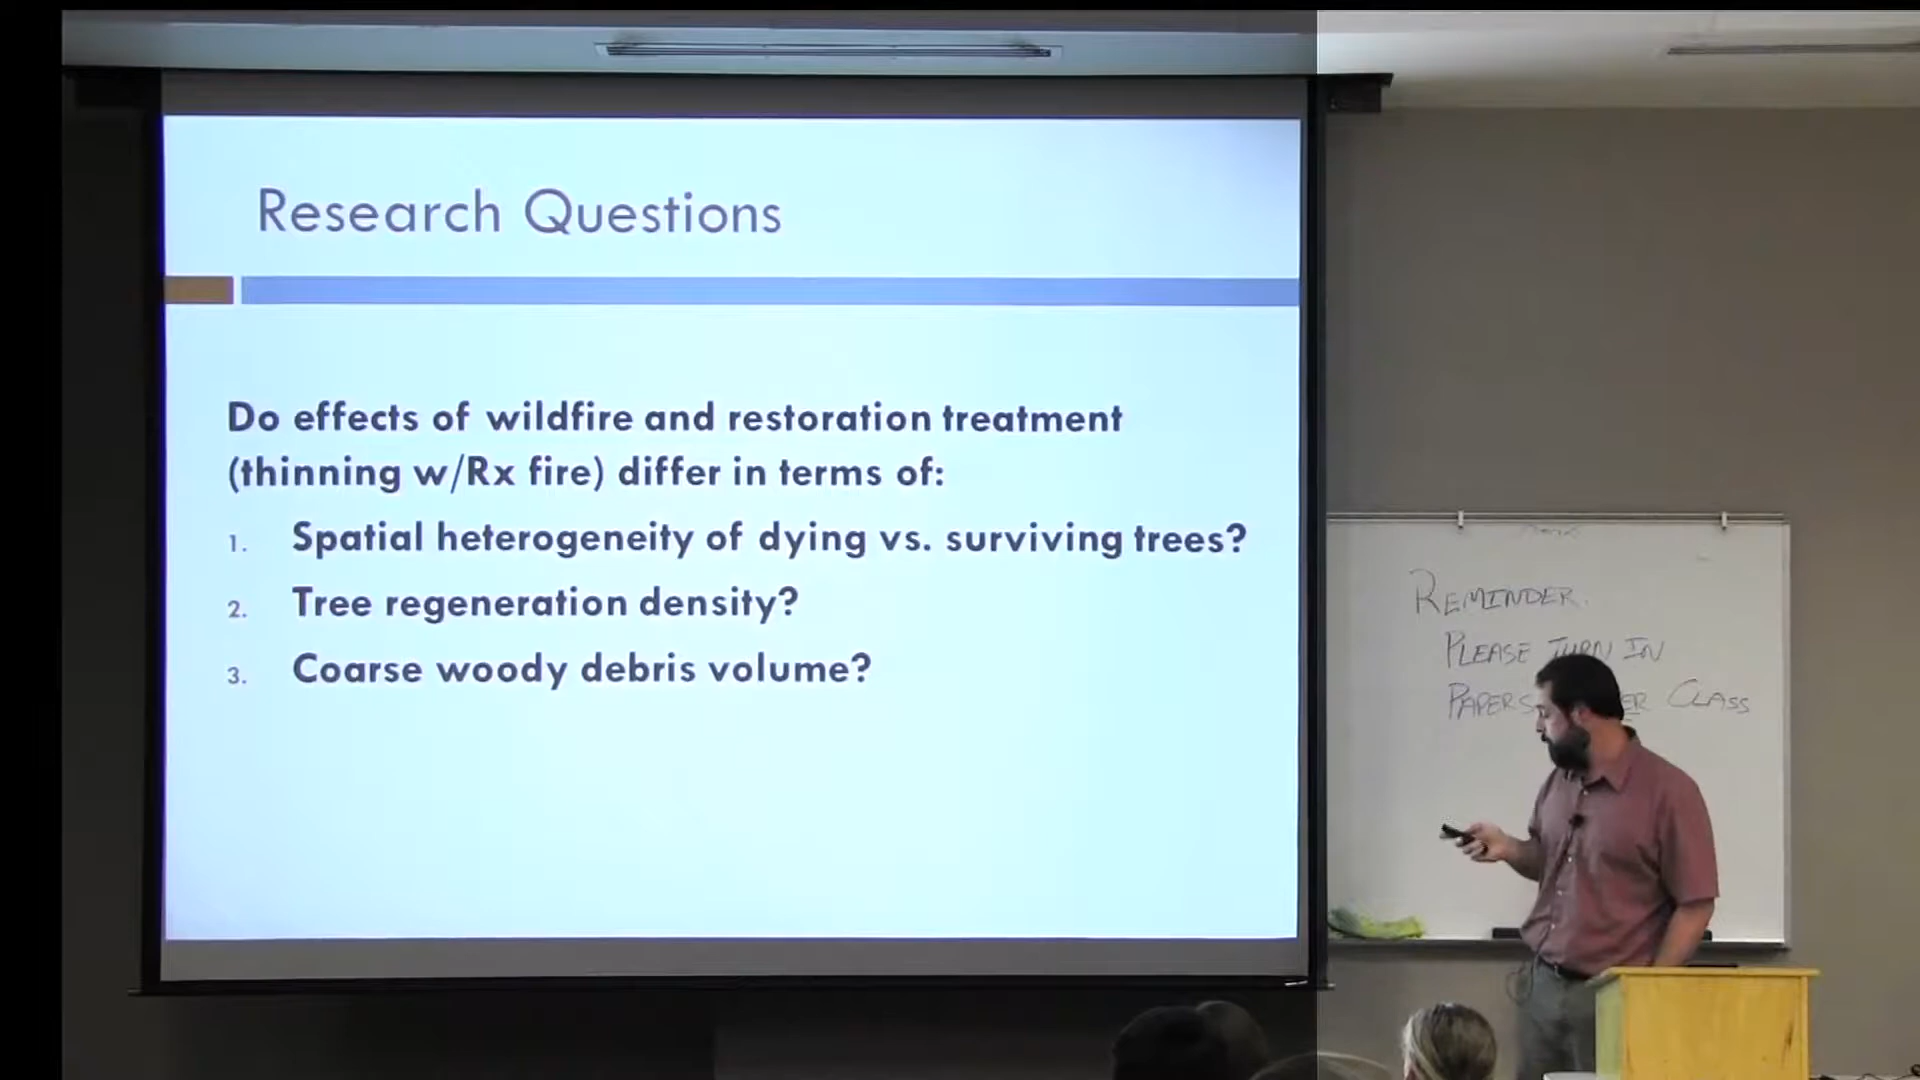 Research Questions
Do effects of wildfire and restoration treatment
(thinning w/Rx fire) differ in terms of:
1. Spatial heterogeneity of dying vs. surviving trees?
2. Tree regeneration density?
3. Coarse woody debris volume?
REMINDER.
PLEASE TURN IN
PAPERS CLASS